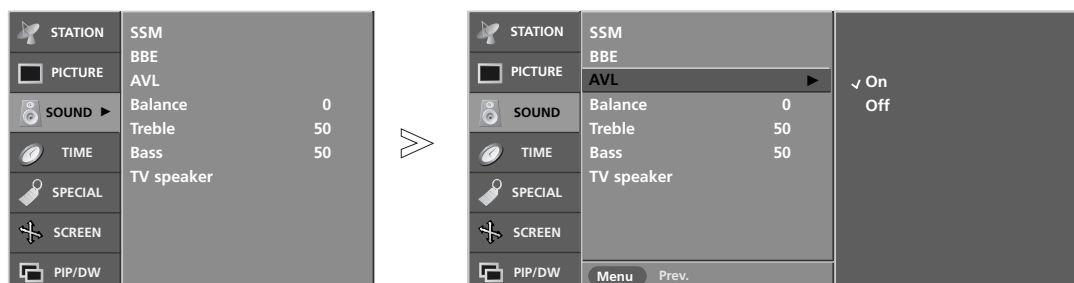 STATION
PICTURE
SOUND
TIME
SPECIAL
SCREEN
PIP/DW
SSM
BBE
AVL
Balance 0
Treble 50
Bass 50
TV speaker
STATION
PICTURE
SOUND
TIME
SPECIAL
SCREEN
PIP/DW
SSM
BBE
AVL
Balance 0
Treble 50
Bass 50
TV speaker
Menu Prev.
On
Off